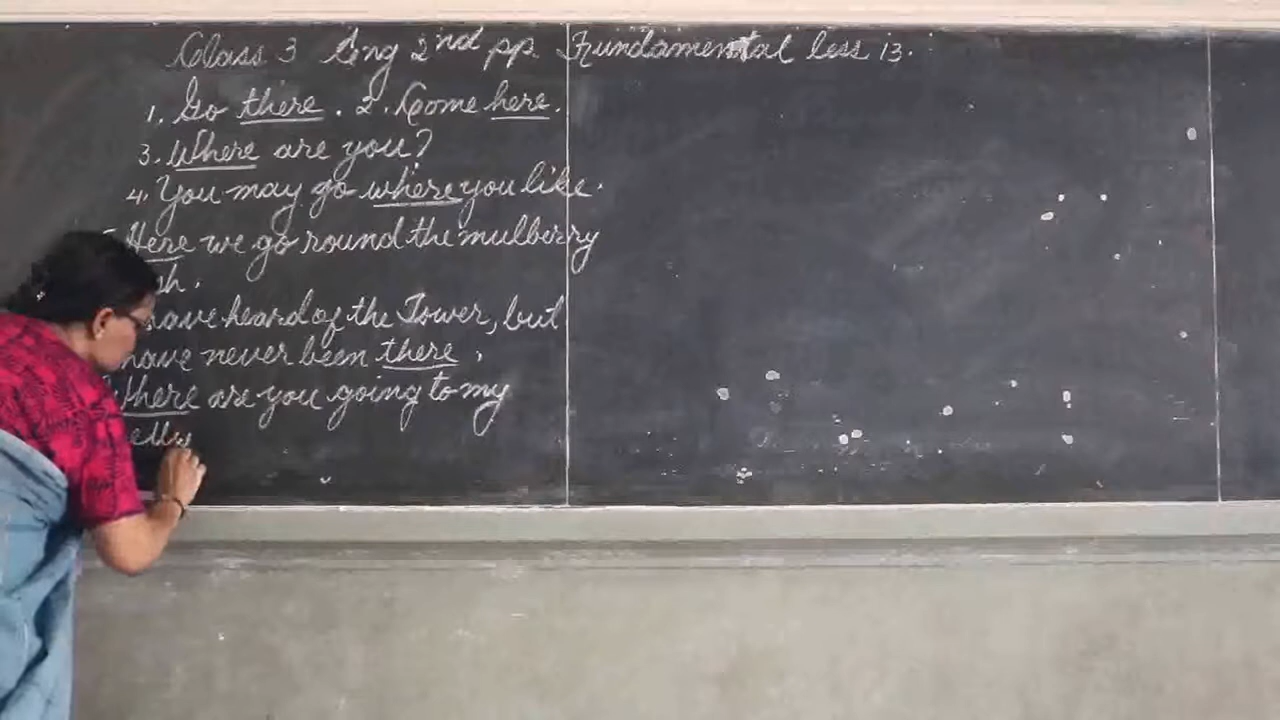 Class 3 Eng 2nd pp. Fundamental less 13.
1. Go there. 2. Come here.
3. Where are you?
4. You may go where you like.
Here we go round the mulberry
sh.
have heard of the Tower, but
have never been there.
Where are you going to my